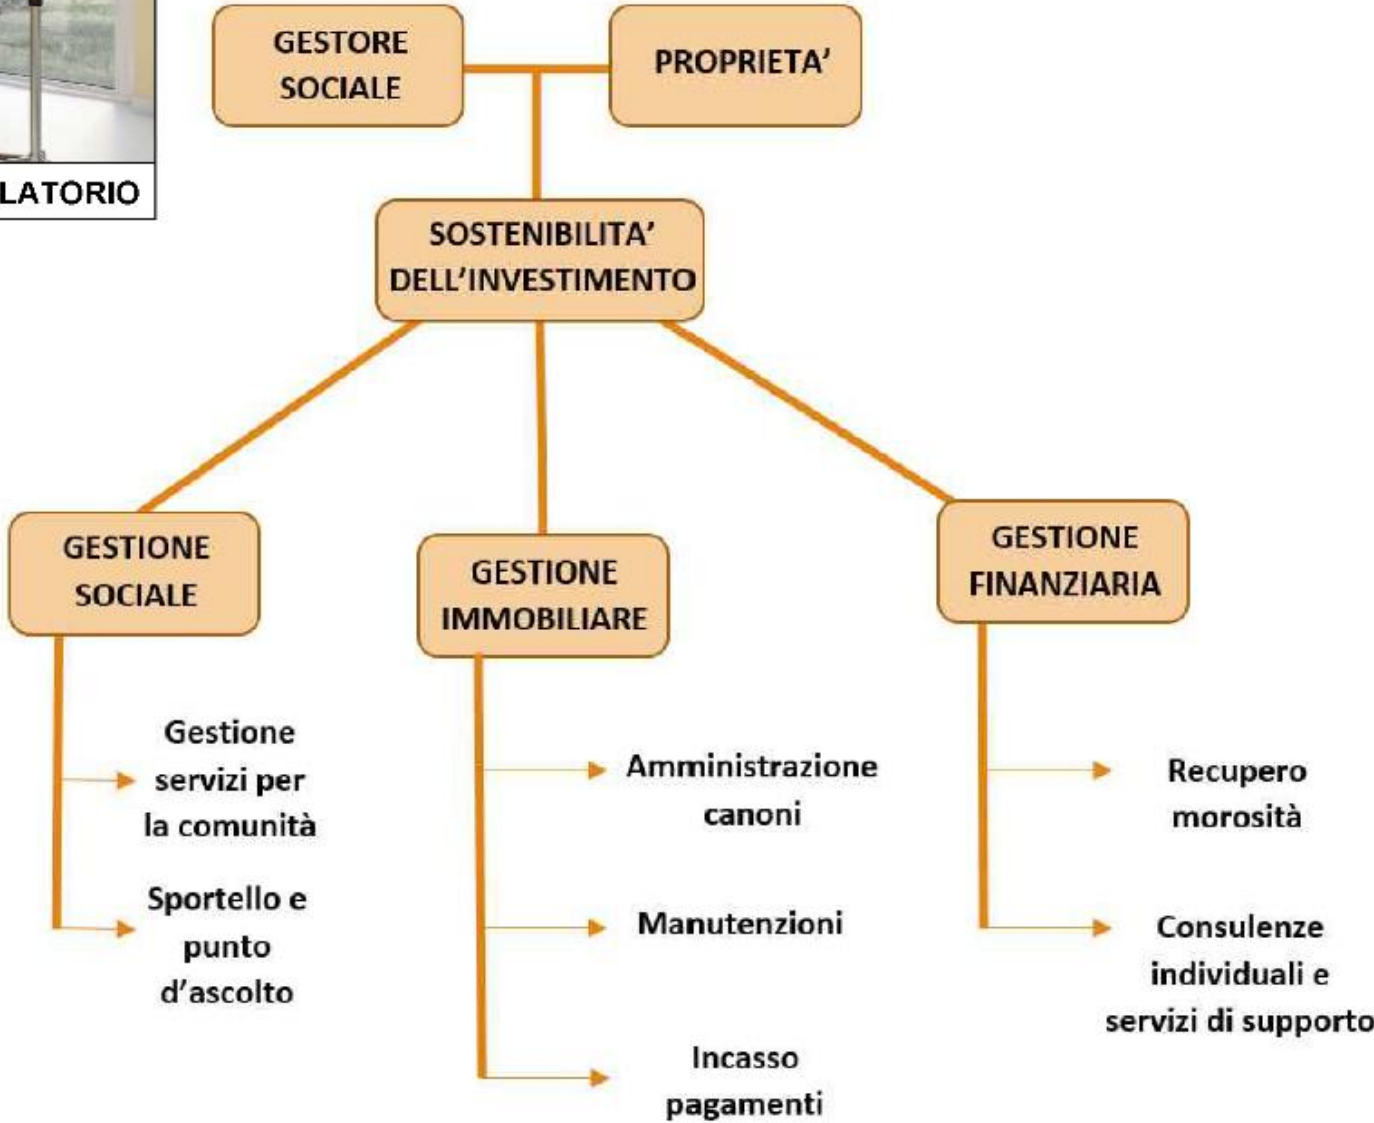 GESTORE
SOCIALE
PROPRIETA'
LATORIO
SOSTENIBILITA'
DELL'INVESTIMENTO
GESTIONE
SOCIALE
GESTIONE
IMMOBILIARE
GESTIONE
FINANZIARIA
Gestione
servizi per
la comunità
Sportello e
punto
d'ascolto
Amministrazione
canoni
Manutenzioni
Incasso
pagamenti
Recupero
morosità
Consulenze
individuali e
servizi di supporto